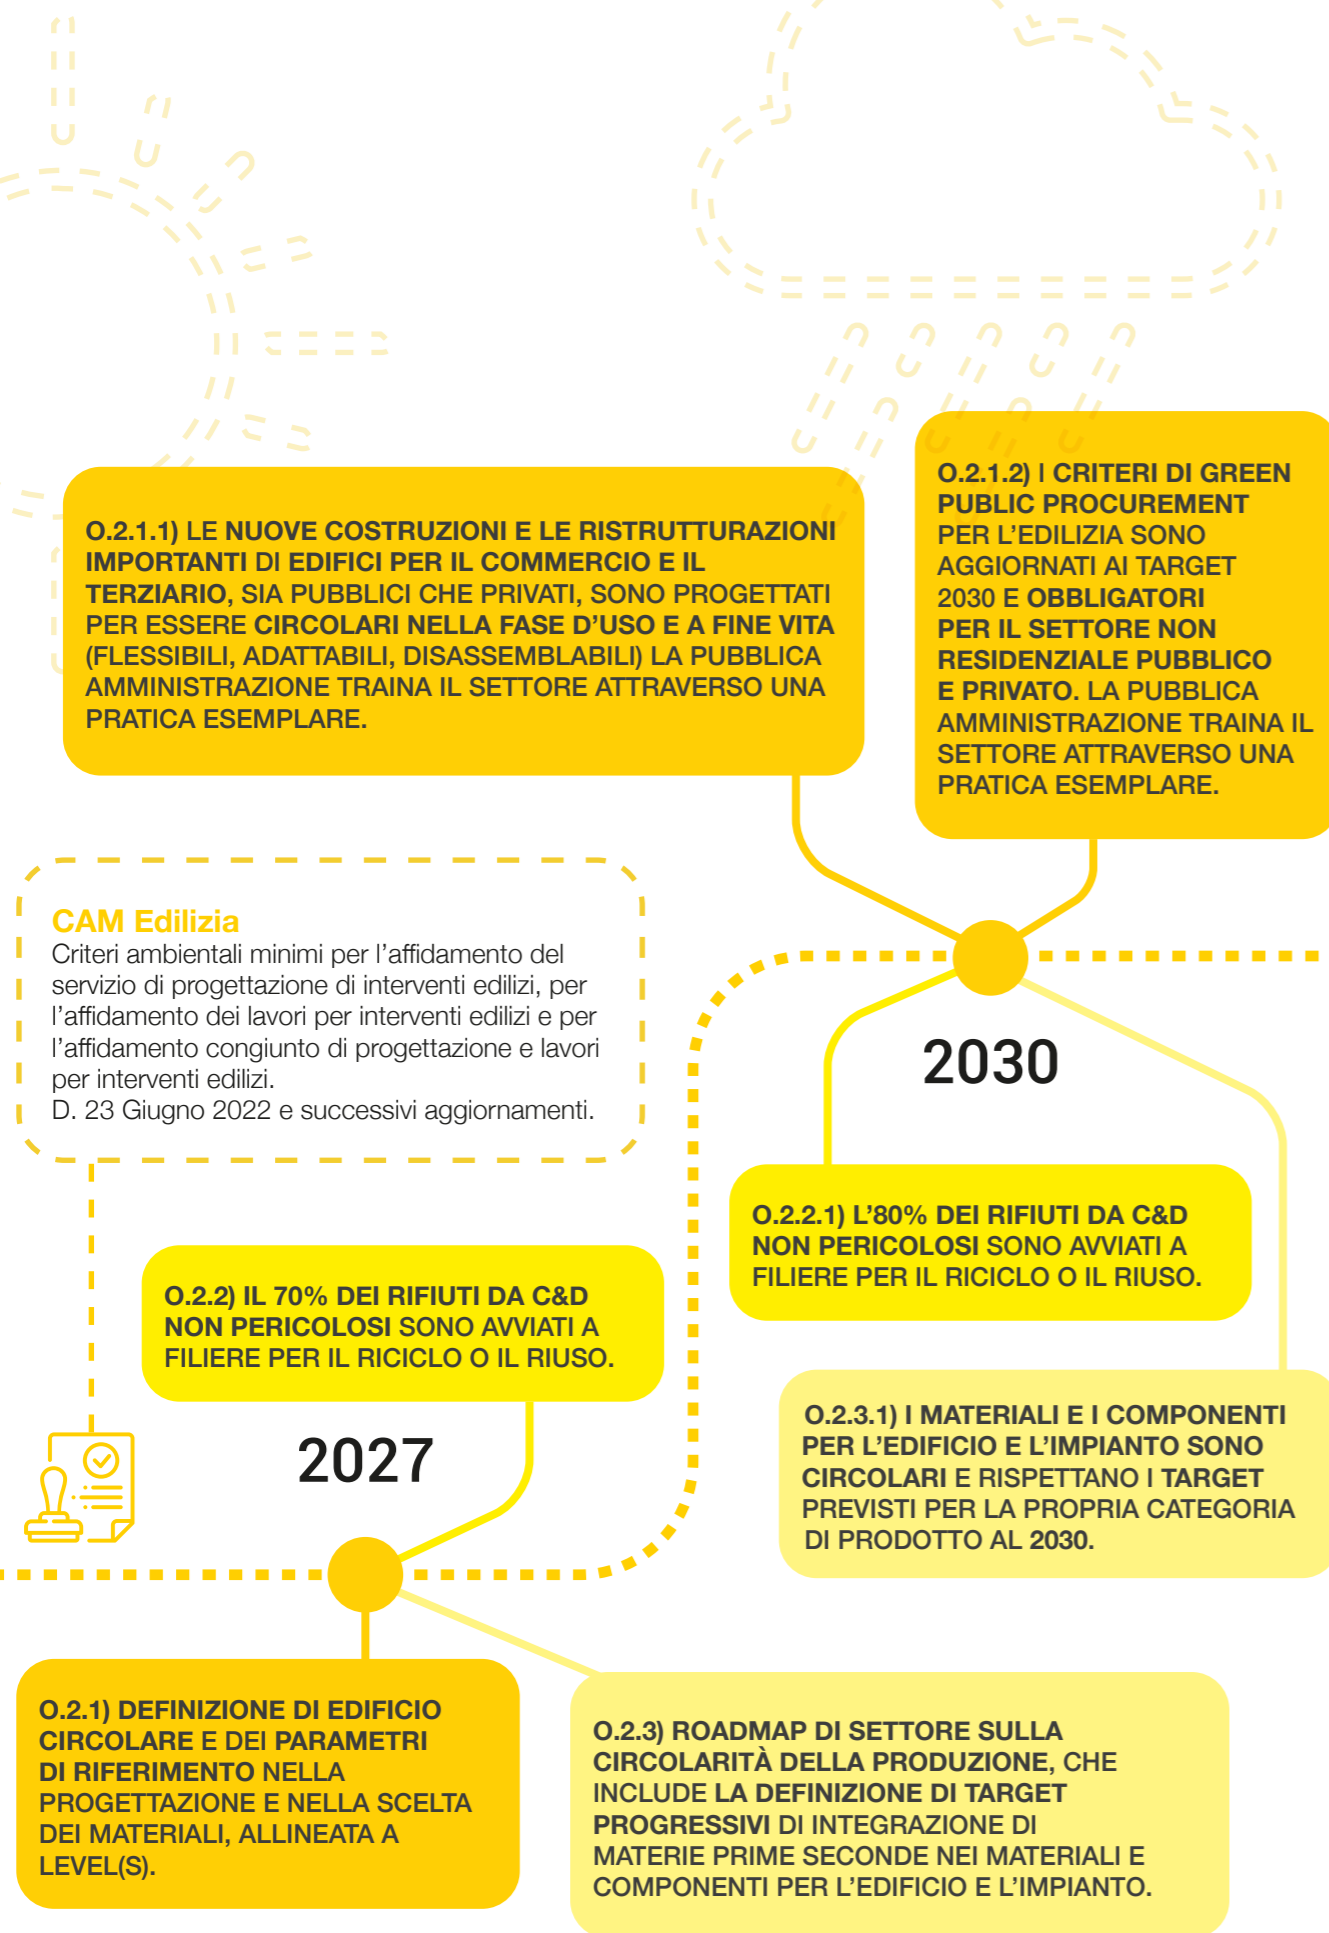 O.2.1.1) LE NUOVE COSTRUZIONI E LE RISTRUTTURAZIONI
IMPORTANTI DI EDIFICI PER IL COMMERCIO E IL
TERZIARIO, SIA PUBBLICI CHE PRIVATI, SONO PROGETTATI
PER ESSERE CIRCOLARI NELLA FASE D'USO E A FINE VITA
(FLESSIBILI, ADATTABILI, DISASSEMBLABILI) LA PUBBLICA
AMMINISTRAZIONE TRAINA IL SETTORE ATTRAVERSO UNA
PRATICA ESEMPLARE.
O.2.1.2) I CRITERI DI GREEN
PUBLIC PROCUREMENT
PER L'EDILIZIA SONO
AGGIORNATI AI TARGET
2030 E OBBLIGATORI
PER IL SETTORE NON
RESIDENZIALE PUBBLICO
E PRIVATO. LA PUBBLICA
AMMINISTRAZIONE TRAINA IL
SETTORE ATTRAVERSO UNA
PRATICA ESEMPLARE.
CAM Edilizia
Criteri ambientali minimi per l'affidamento del
servizio di progettazione di interventi edilizi, per
l'affidamento dei lavori per interventi edilizi e per
l'affidamento congiunto di progettazione e lavori
per interventi edilizi.
D. 23 Giugno 2022 e successivi aggiornamenti.
2030
O.2.2.1) L'80% DEI RIFIUTI DA C&D
NON PERICOLOSI SONO AVVIATI A
FILIERE PER IL RICICLO O IL RIUSO.
O.2.2) IL 70% DEI RIFIUTI DA C&D
NON PERICOLOSI SONO AVVIATI A
FILIERE PER IL RICICLO O IL RIUSO.
O.2.3.1) I MATERIALI E I COMPONENTI
PER L'EDIFICIO E L'IMPIANTO SONO
CIRCOLARI E RISPETTANO I TARGET
PREVISTI PER LA PROPRIA CATEGORIA
DI PRODOTTO AL 2030.
2027
O.2.1) DEFINIZIONE DI EDIFICIO
CIRCOLARE E DEI PARAMETRI
DI RIFERIMENTO NELLA
PROGETTAZIONE E NELLA SCELTA
DEI MATERIALI, ALLINEATA A
LEVEL(S).
O.2.3) ROADMAP DI SETTORE SULLA
CIRCOLARITÀ DELLA PRODUZIONE, CHE
INCLUDE LA DEFINIZIONE DI TARGET
PROGRESSIVI DI INTEGRAZIONE DI
MATERIE PRIME SECONDE NEI MATERIALI E
COMPONENTI PER L'EDIFICIO E L'IMPIANTO.